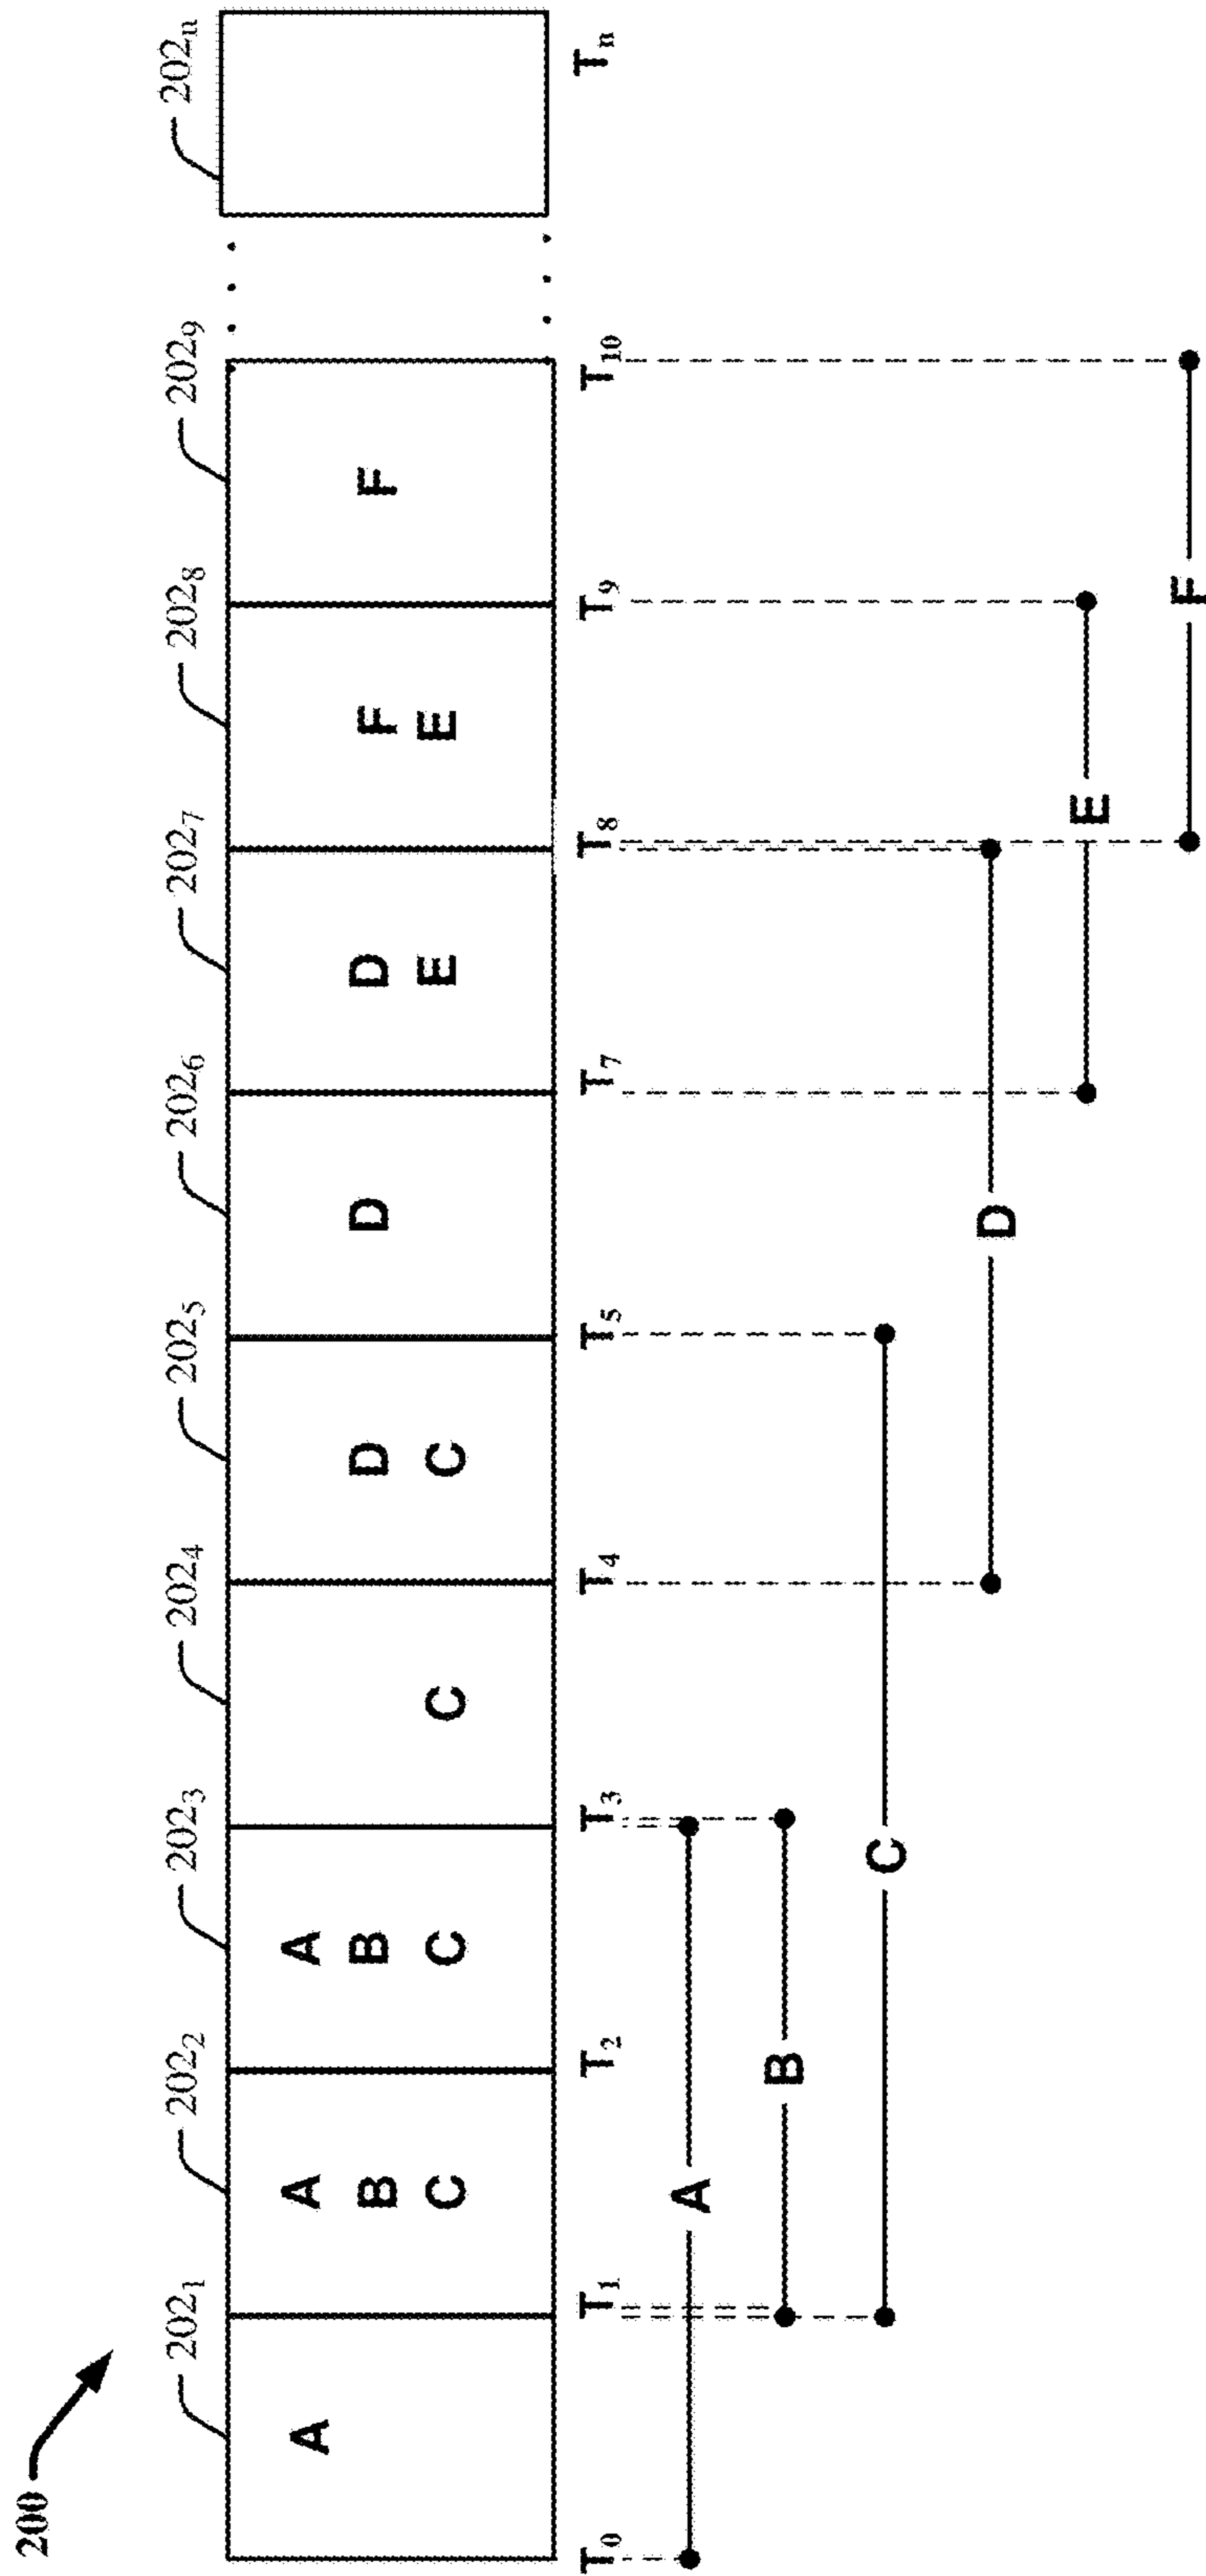 200
202₁ 202₂ 202₃ 202₄ 202₅ 202₆ 202₇ 202₈ 202₉ 202ₙ
A A A
B B D D D F F
C C C C E E
T₀ T₁ T₂ T₃ T₄ T₅ T₇ T₈ T₉ T₁₀ Tₙ
A
B
C
D
E
F